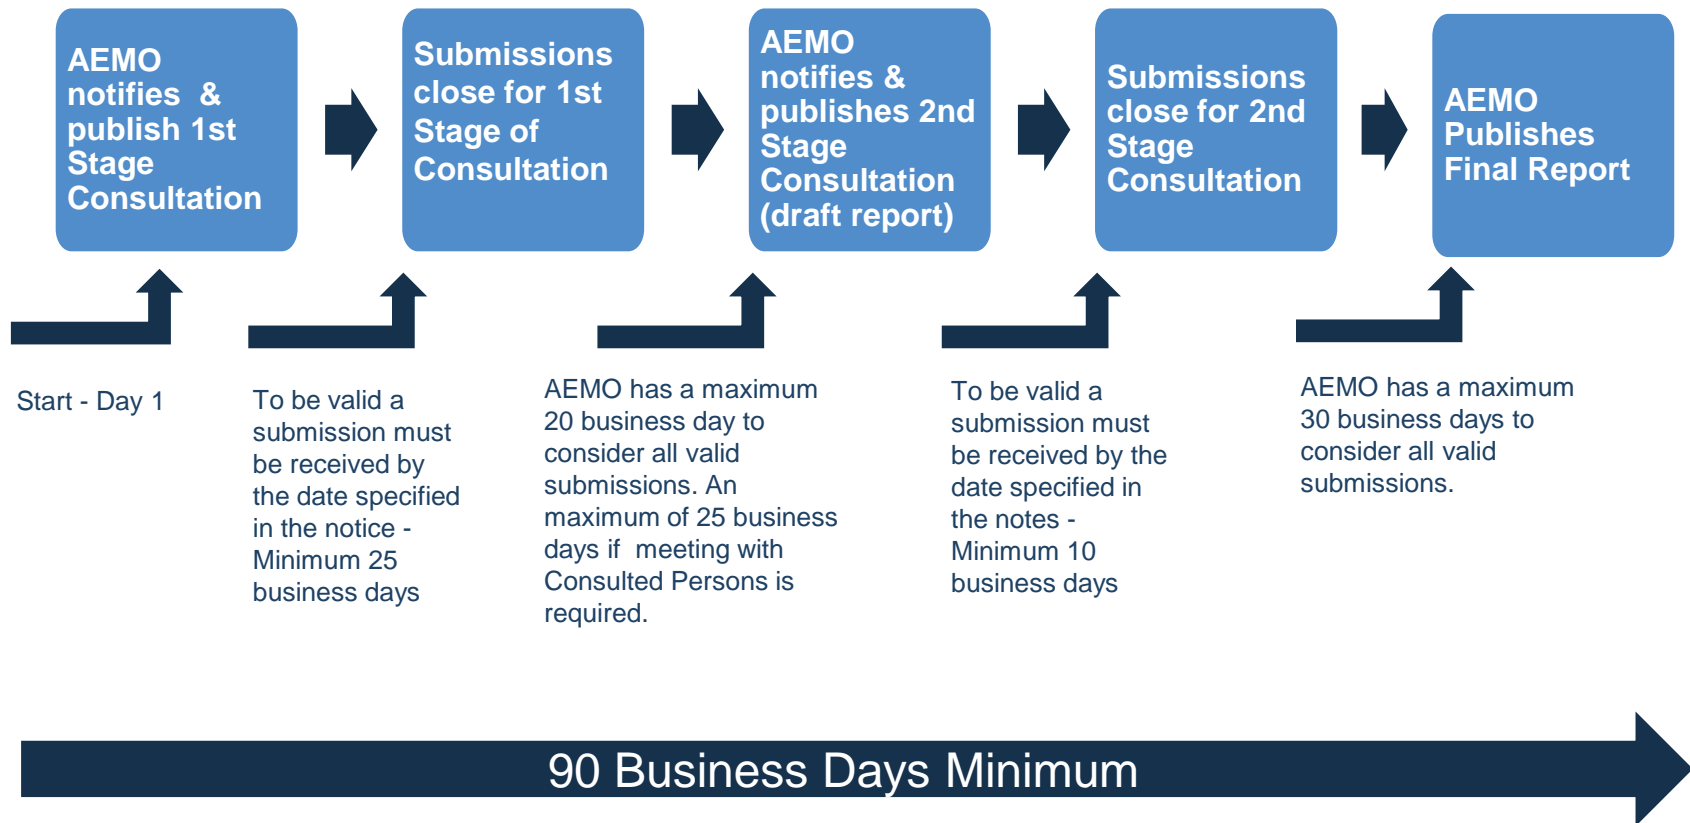 AEMO
notifies & 
publish 1st
Stage
Consultation
Submissions
close for 1st
Stage of
Consultation
AEMO
notifies &
publishes 2nd
Stage
Consultation
(draft report)
Submissions
close for 2nd
Stage
Consultation
AEMO
Publishes
Final Report
Start - Day 1
To be valid a
submission must
be received by
the date specified
in the notice -
Minimum 25
business days
AEMO has a maximum
20 business day to
consider all valid
submissions. An
maximum of 25 business
days if meeting with
Consulted Persons is
required.
To be valid a
submission must
be received by the
date specified in
the notes -
Minimum 10
business days
AEMO has a maximum
30 business days to
consider all valid
submissions.
90 Business Days Minimum